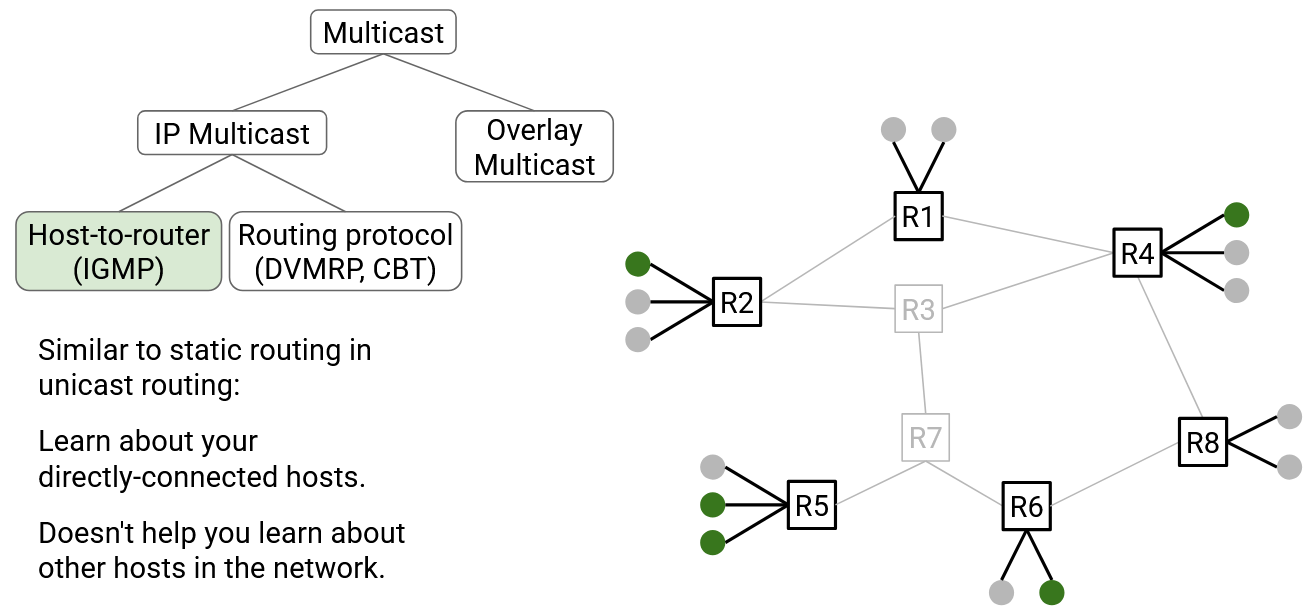 Multicast
IP Multicast
Overlay
Multicast
Host-to-router
(IGMP)
Routing protocol
(DVMRP, CBT)
Similar to static routing in
unicast routing:
Learn about your
directly-connected hosts.
Doesn't help you learn about
other hosts in the network.
R1
R4
R2
R3
R7
R8
R5
R6